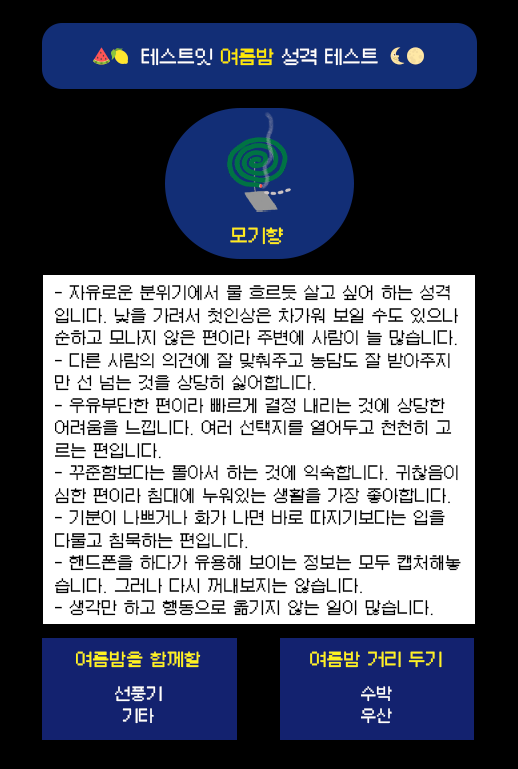 테스트잇 여름밤 성격 테스트
모기향
- 자유로운 분위기에서 물 흐르듯 살고 싶어 하는 성격
입니다. 낯을 가려서 첫인상은 차가워 보일 수도 있으나
순하고 모나지 않은 편이라 주변에 사람이 늘 많습니다.
- 다른 사람의 의견에 잘 맞춰주고 농담도 잘 받아주지
만 선 넘는 것을 상당히 싫어합니다.
- 우유부단한 편이라 빠르게 결정 내리는 것에 상당한
어려움을 느낍니다. 여러 선택지를 열어두고 천천히 고
르는 편입니다.
- 꾸준함보다는 몰아서 하는 것에 익숙합니다. 귀찮음이
심한 편이라 침대에 누워있는 생활을 가장 좋아합니다.
- 기분이 나쁘거나 화가 나면 바로 따지기보다는 입을
다물고 침묵하는 편입니다.
- 핸드폰을 하다가 유용해 보이는 정보는 모두 캡처해놓
습니다. 그러나 다시 꺼내보지는 않습니다.
- 생각만 하고 행동으로 옮기지 않는 일이 많습니다.
여름밤을 함께할
선풍기
기타
여름밤 거리 두기
수박
우산